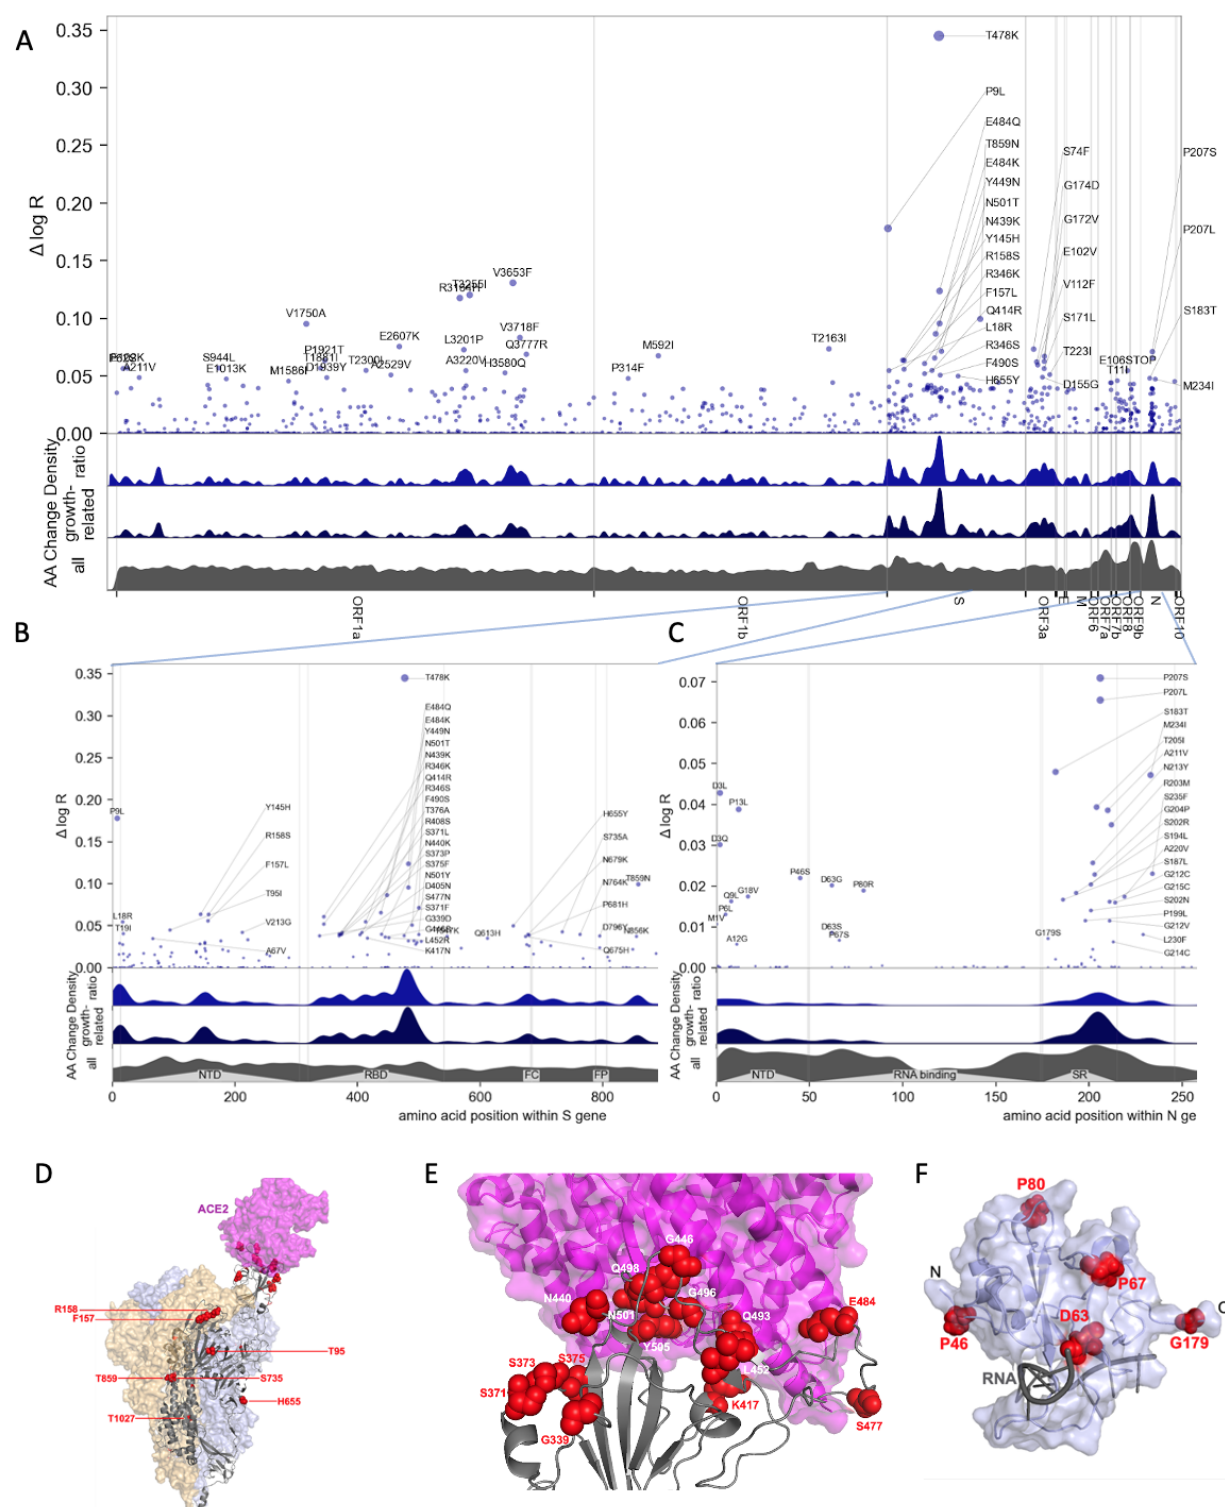 A
0.35
0.30
0.25
0.20
0.15
0.10
0.05
0.00
Δ log R
T478K
P9L
E484Q
T859N
E484K
Y449N
N501T
N439K
Y145H
R158S
R346K
F157L
Q414R
L18R
R346S
F490S
H655Y
S74F
G174D
G172V
E102V
V112F
S171L
T223I
D155G
P207S
P207L
S183T
M234I
E106STOP
T11I
V3653F
T3255I
V1750A
V3718F
Q3777R
E2607K
L3201P
A3220V
H3580Q
P1921T
T2300I
A2529V
D1939Y
S944L
E1013K
M1586I
A211V
M592I
P314F
T2163I
AA Change Density
ratio
growth-related
all
ORF1a
ORF1b
S
ORF3a
E
M
ORF6
ORF7a
ORF7b
ORF8
ORF9b
N
ORF10
B
0.35
0.30
0.25
0.20
0.15
0.10
0.05
0.00
Δ log R
T478K
E484Q
E484K
Y449N
N501T
N439K
R346K
Q414R
R346S
F490S
T376A
R408S
S371L
N440K
S373P
S375F
N501Y
D405N
S477N
S371F
G339D
L452R
K417N
P9L
Y145H
R158S
F157L
T95I
V213G
A67V
L18R
T19I
Q613H
H655Y
S735A
N679K
N764K
T859N
P681H
D796Y
N856K
Q675H
AA Change Density
ratio
growth-related
all
NTD
RBD
FC
FP
0
200
400
600
800
amino acid position within S gene
C
0.07
0.06
0.05
0.04
0.03
0.02
0.01
0.00
Δ log R
P207S
P207L
S183T
M234I
T205I
A211V
N213Y
R203M
S235F
G204P
S202R
S194L
A220V
S187L
G212C
G215C
S202N
P199L
G212V
L230F
G214C
D3L
P13L
D3Q
Q9L
G18V
P6L
M1V
A12G
P46S
D63G
P80R
D63S
P67S
G179S
AA Change Density
ratio
growth-related
all
NTD
RNA binding
SR
0
50
100
150
200
250
amino acid position within N ge
D
ACE2
R158
F157
T95
T859
S735
H655
T1027
E
G446
Q498
N440
G496
N501
Q493
E484
Y505
S373
S375
L452
S371
K417
G339
S477
F
P80
N
P67
D63
C
P46
G179
RNA